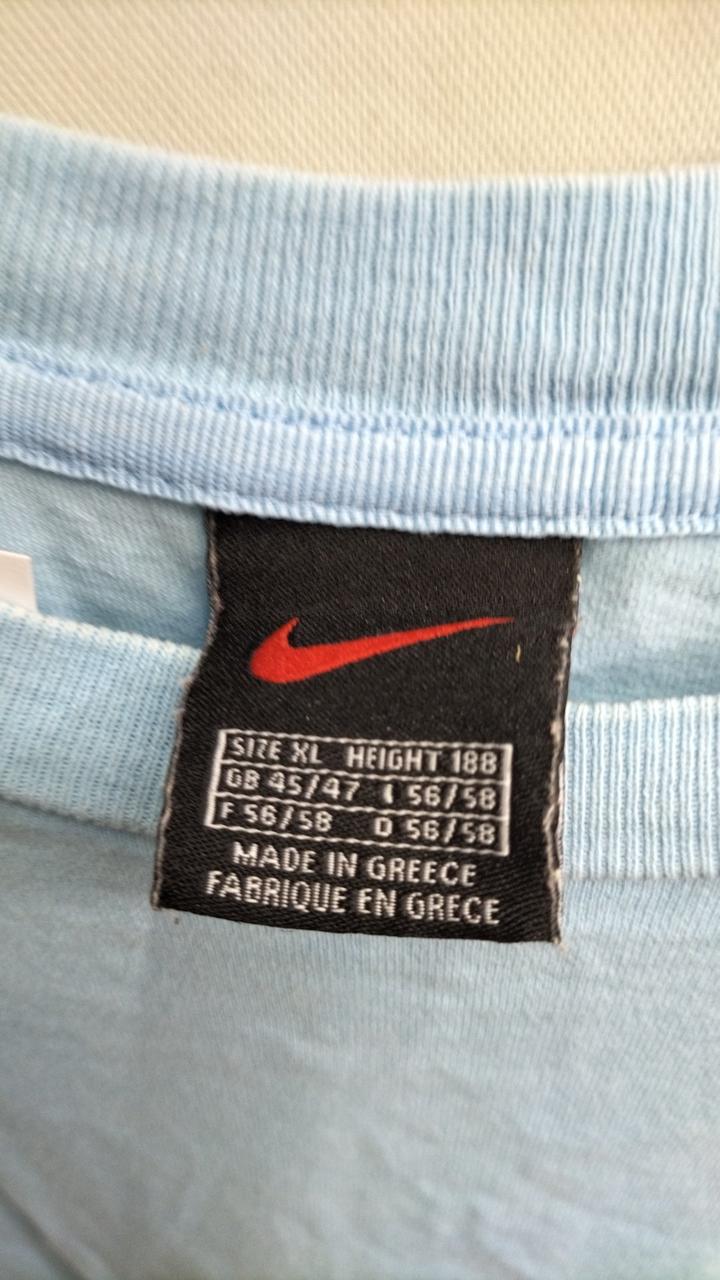 SIZE XL HEIGHT 188
GB 45/47 I 56/58
F 56/58 D 56/58
MADE IN GREECE
FABRIQUE EN GRECE